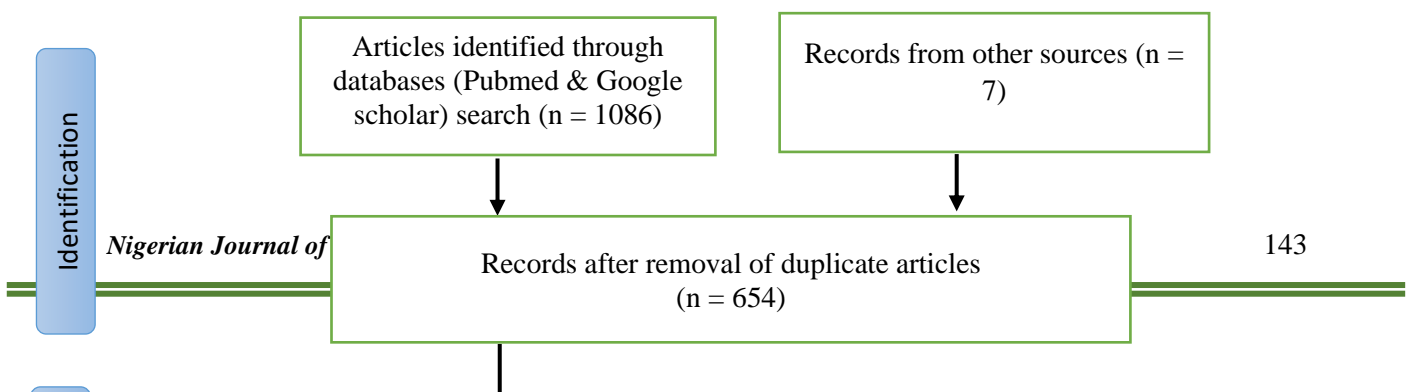 Articles identified through
databases (Pubmed & Google
scholar) search (n = 1086)
Records from other sources (n =
7)
Identification
Nigerian Journal of
143
Records after removal of duplicate articles
(n = 654)